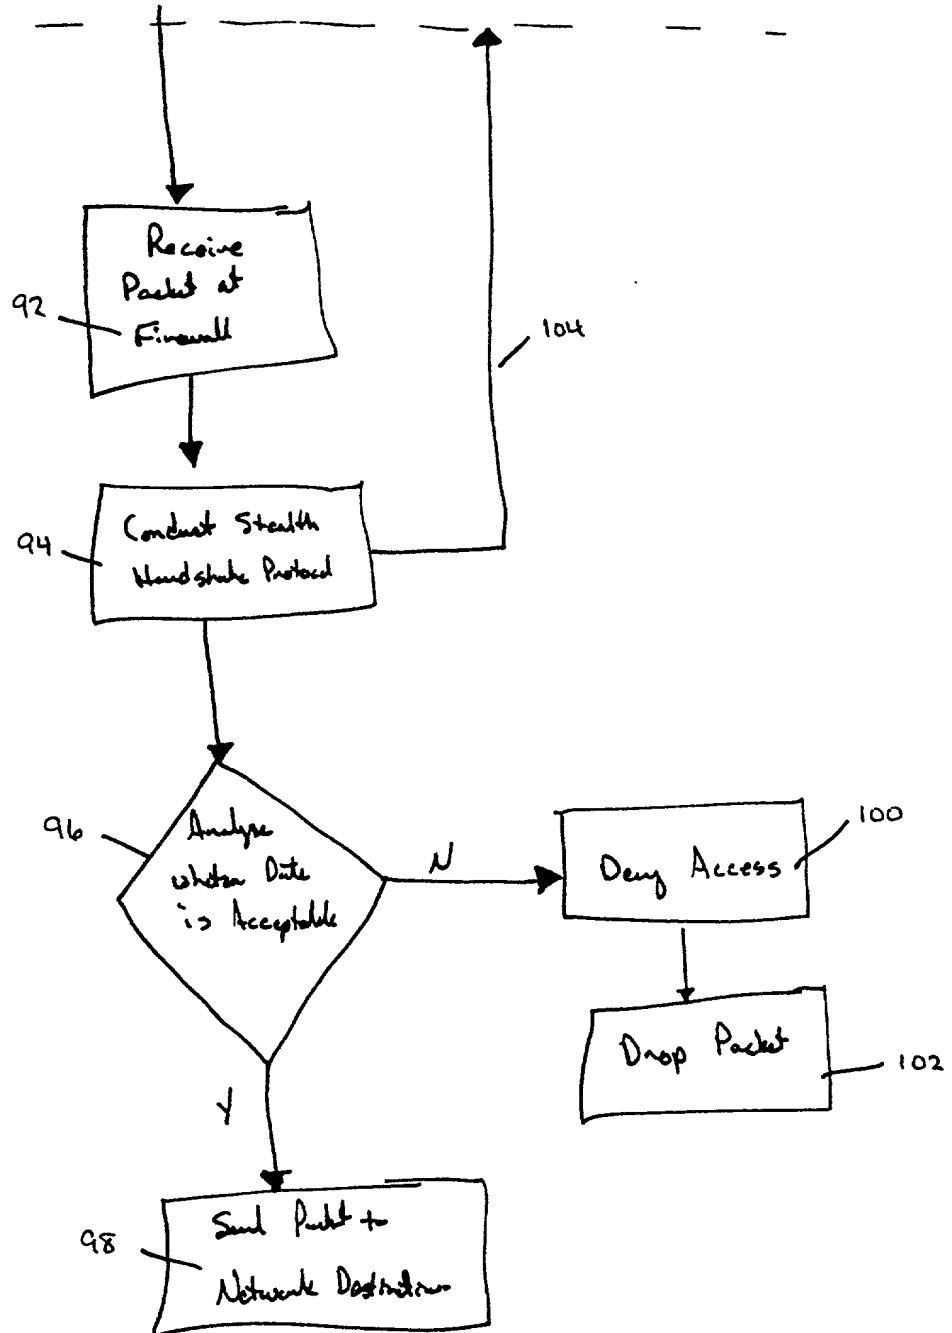 Receive
Packet at
Firewall
92
104
Conduct Stealth
Handshake Protocol
94
96
Analyze
whether Data
is Acceptable
N
Deny Access
100
Drop Packet
102
Y
Send Packet to
Network Destination
98